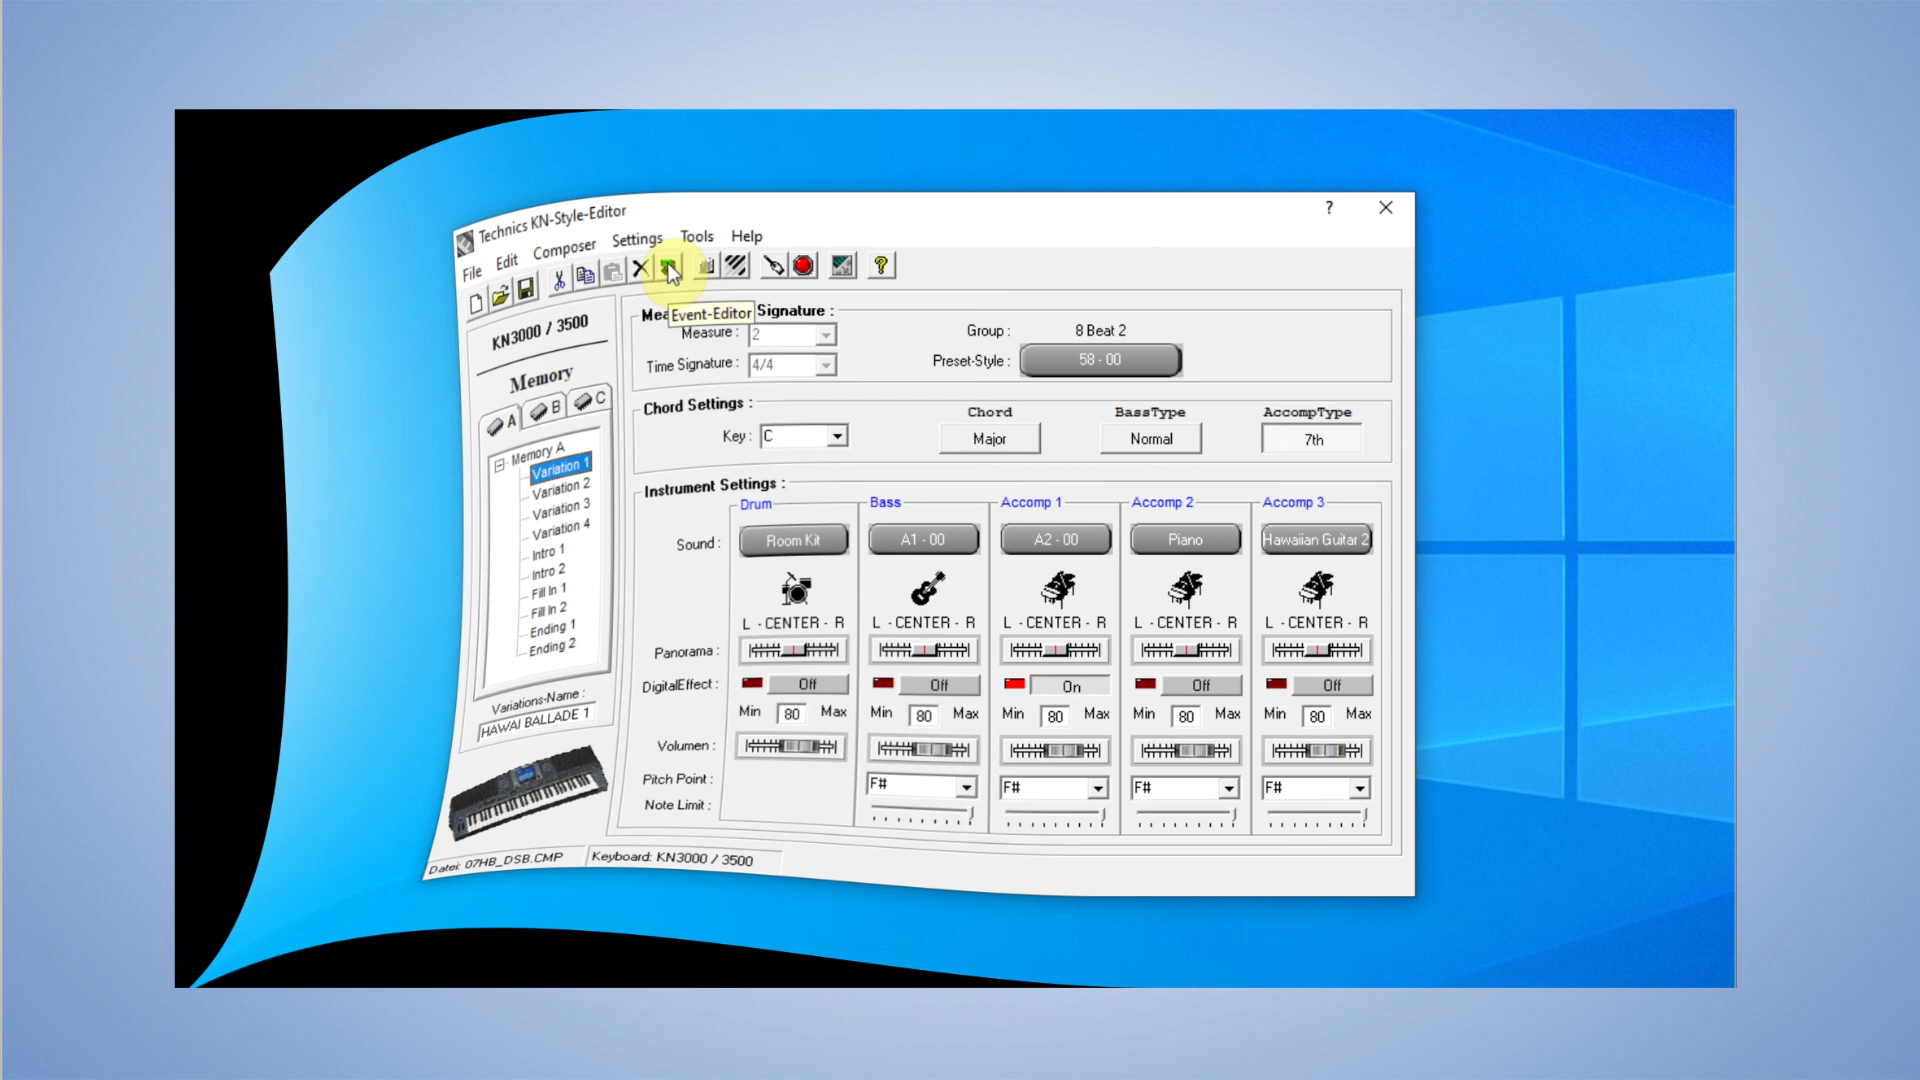 Technics KN-Style-Editor
?
File Edit Composer Settings Tools Help
Event-Editor
KN3000 / 3500
Memory
A B C
Memory A
Variation 1
Variation 2
Variation 3
Variation 4
Intro 1
Intro 2
Fill In 1
Fill In 2
Ending 1
Ending 2
Variations-Name :
HAWAI BALLADE 1
Mea Signature :
Measure : 2
Time Signature : 4/4
Group : 8 Beat 2
Preset-Style : 58 - 00
Chord Settings :
Key : C
Chord BassType AccompType
Major Normal 7th
Instrument Settings :
Drum Bass Accomp 1 Accomp 2 Accomp 3
Sound : Room Kit A1 - 00 A2 - 00 Piano Hawaiian Guitar 2
L - CENTER - R L - CENTER - R L - CENTER - R L - CENTER - R L - CENTER - R
Panorama :
DigitalEffect : Off Off On Off Off
Min 80 Max Min 80 Max Min 80 Max Min 80 Max Min 80 Max
Volumen :
Pitch Point : F# F# F# F#
Note Limit :
Datei: 07HB_DSB.CMP Keyboard: KN3000 / 3500